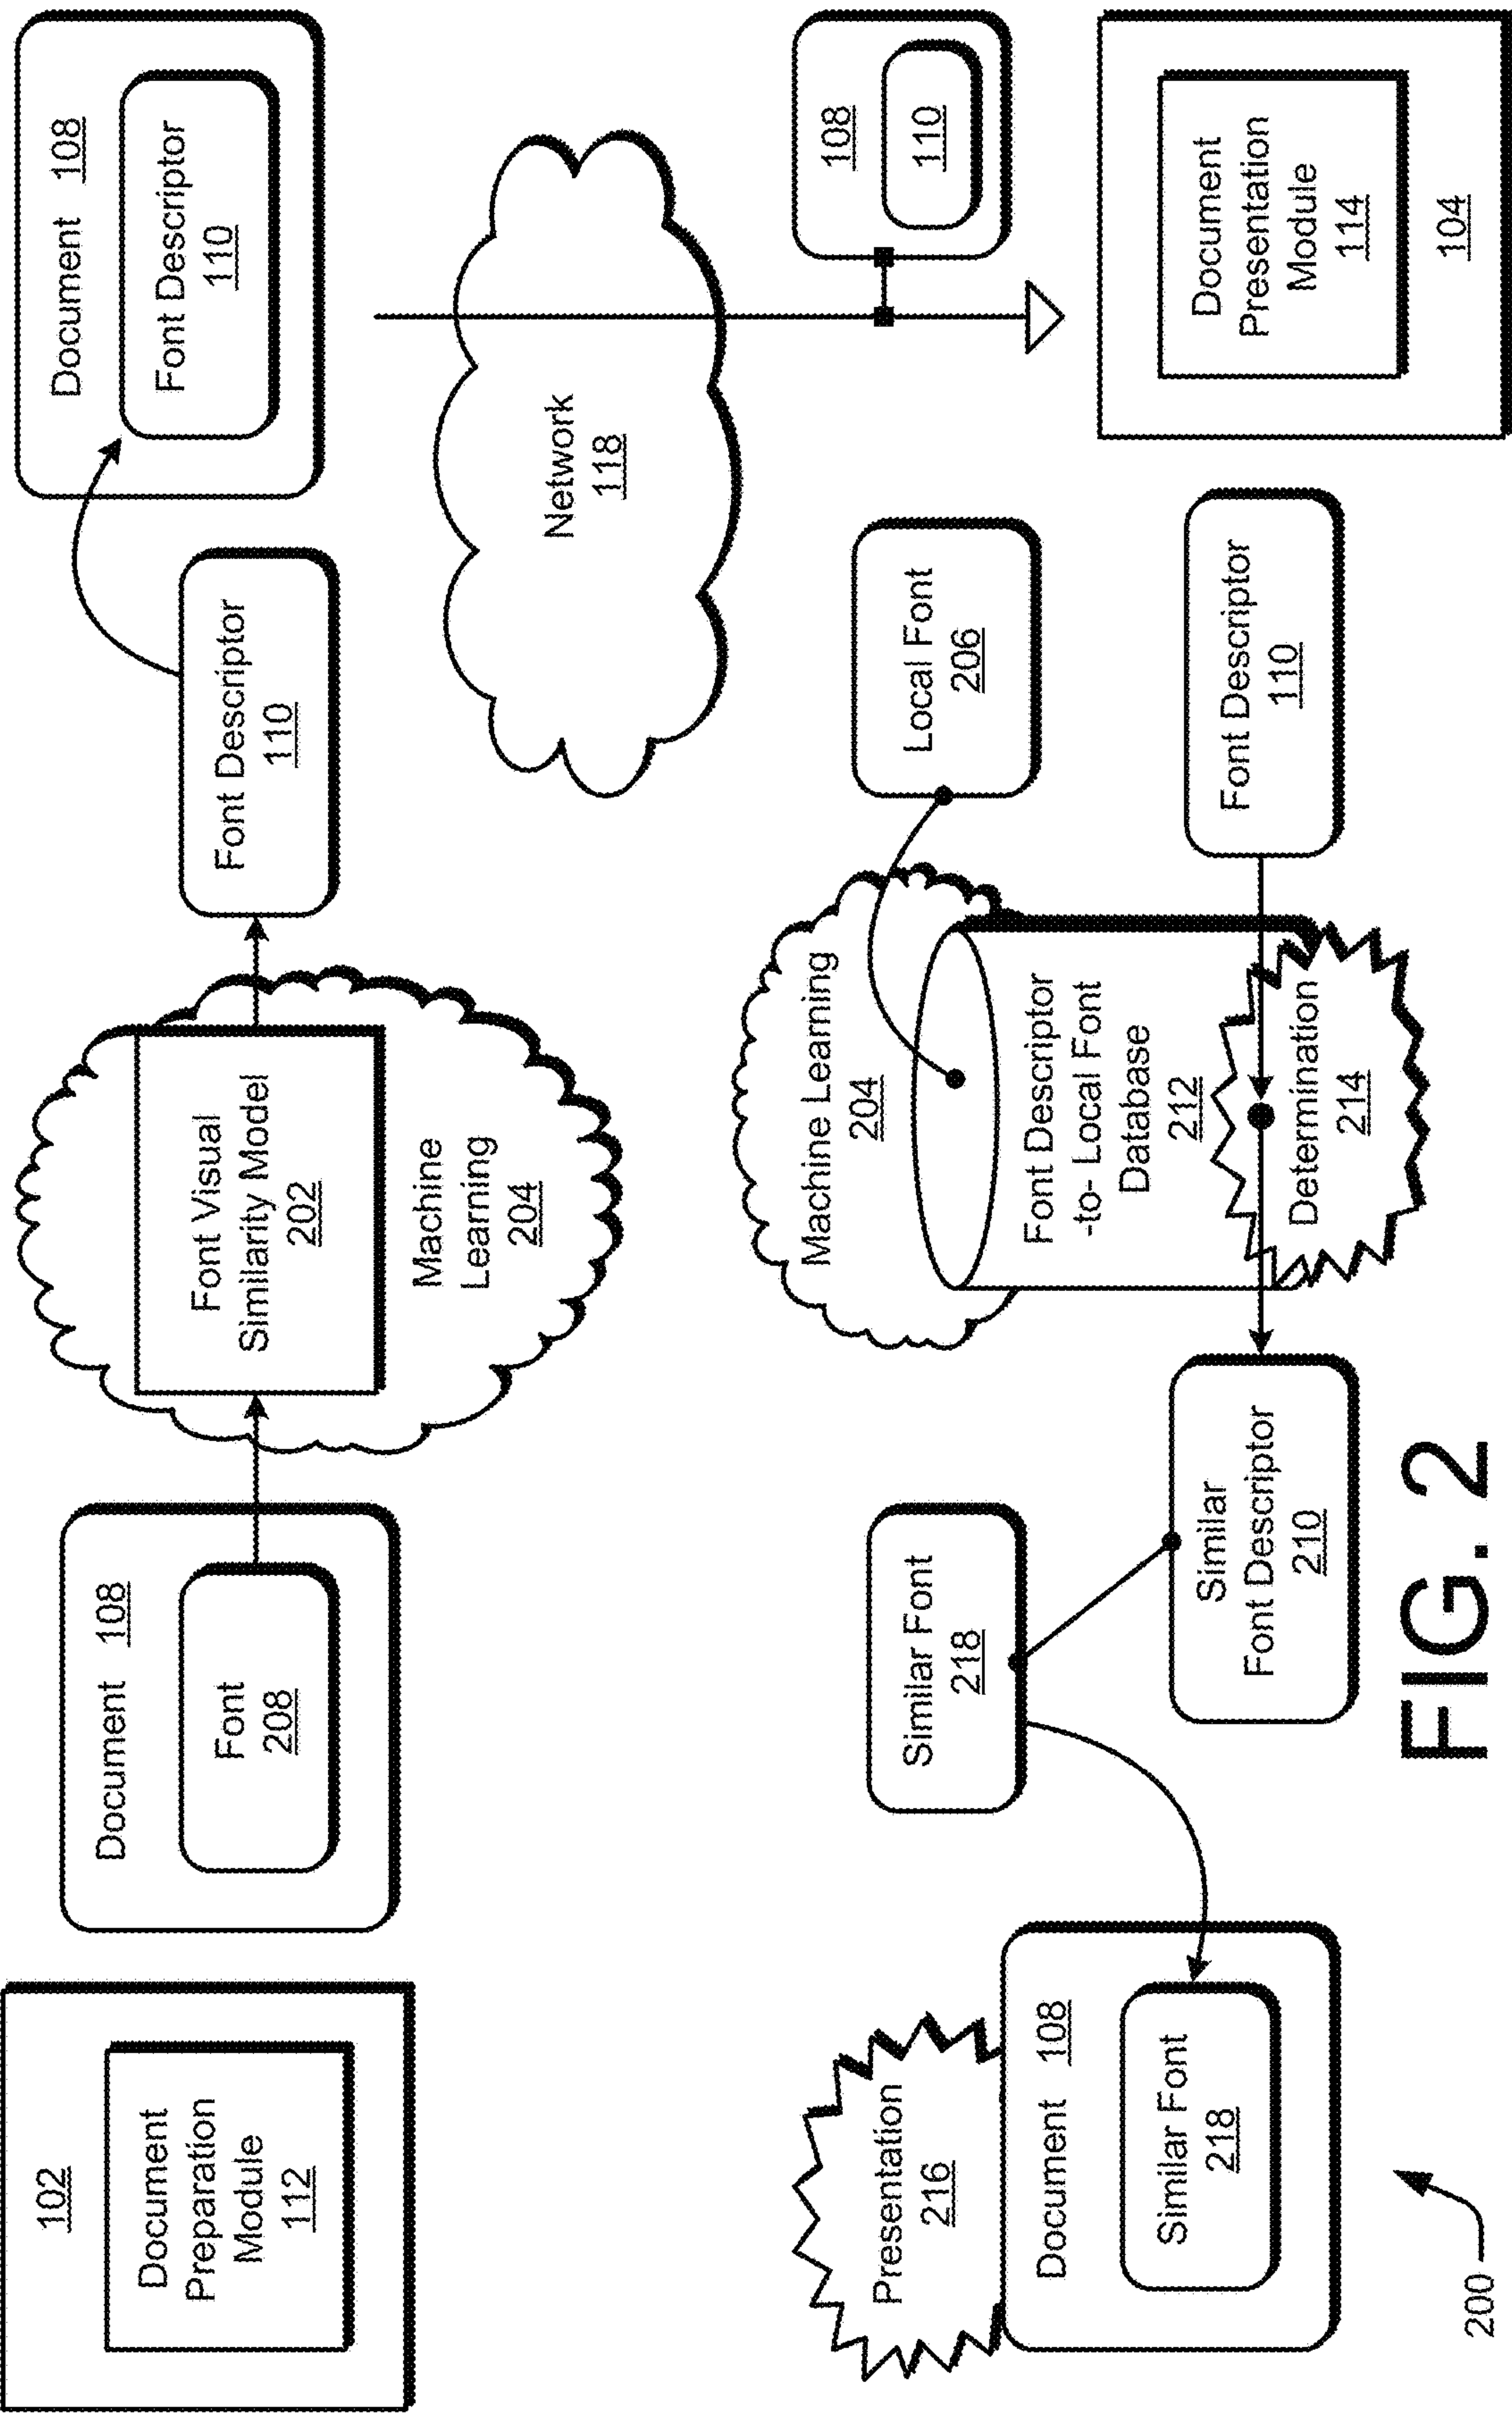 102
Document
Preparation
Module
112
Document 108
Font
208
Font Visual
Similarity Model
202
Machine
Learning
204
Font Descriptor
110
Document 108
Font Descriptor
110
Network
118
108
110
Presentation
216
Document 108
Similar Font
218
Similar Font
218
Similar
Font Descriptor
210
Machine Learning
204
Font Descriptor
-to- Local Font
Database
212
Determination
214
Local Font
206
Font Descriptor
110
Document
Presentation
Module
114
104
200
FIG. 2